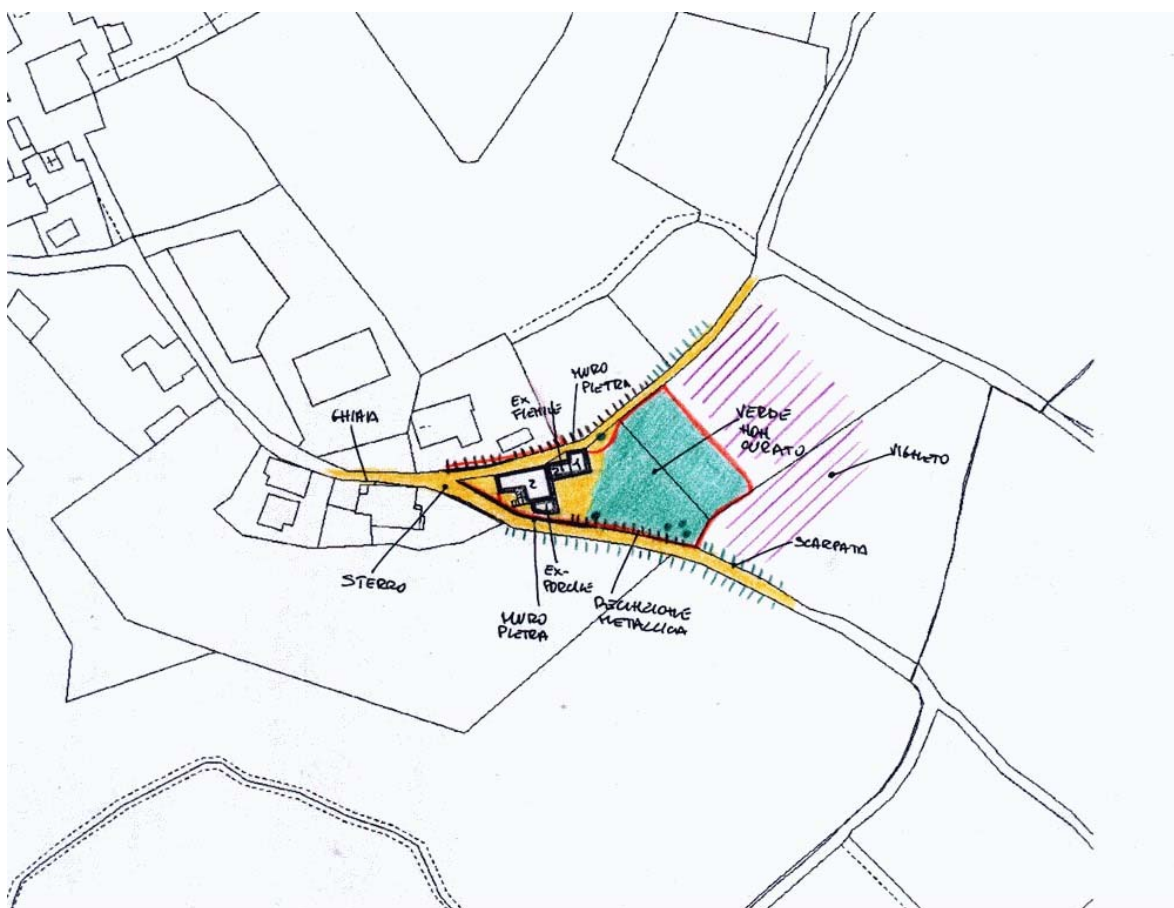 GHIAIA
EX
FIENILE
MURO
PIETRA
VERDE
NON
CURATO
VIGNETO
1
2
STERRO
EX-
PORCILE
MURO
PIETRA
RECINZIONE
METALLICA
SCARPATA